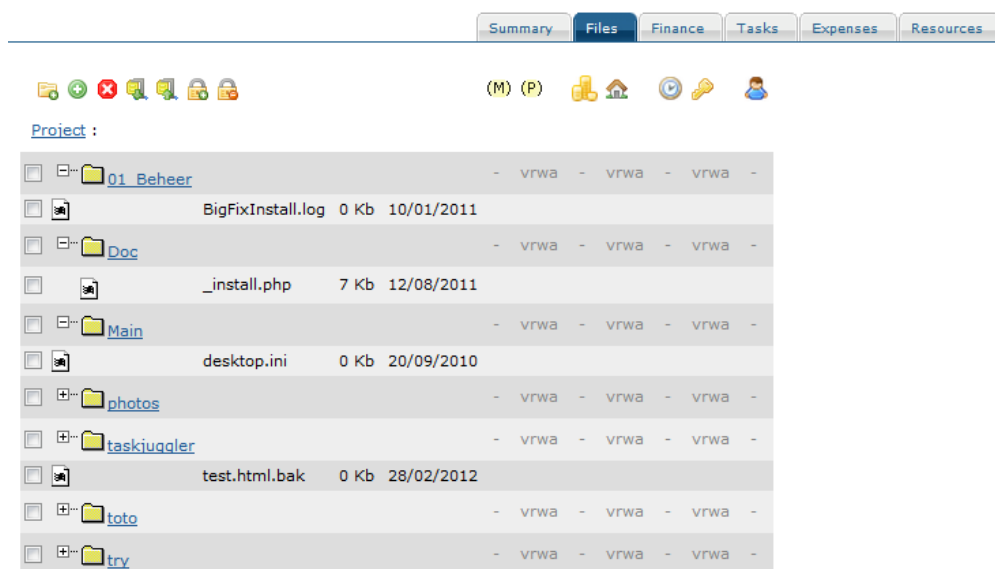 Summary Files Finance Tasks Expenses Resources
(M) (P)
Project :
01_Beheer - vrwa - vrwa - vrwa -
BigFixInstall.log 0 Kb 10/01/2011
Doc - vrwa - vrwa - vrwa -
_install.php 7 Kb 12/08/2011
Main - vrwa - vrwa - vrwa -
desktop.ini 0 Kb 20/09/2010
photos - vrwa - vrwa - vrwa -
taskjuggler - vrwa - vrwa - vrwa -
test.html.bak 0 Kb 28/02/2012
toto - vrwa - vrwa - vrwa -
try - vrwa - vrwa - vrwa -